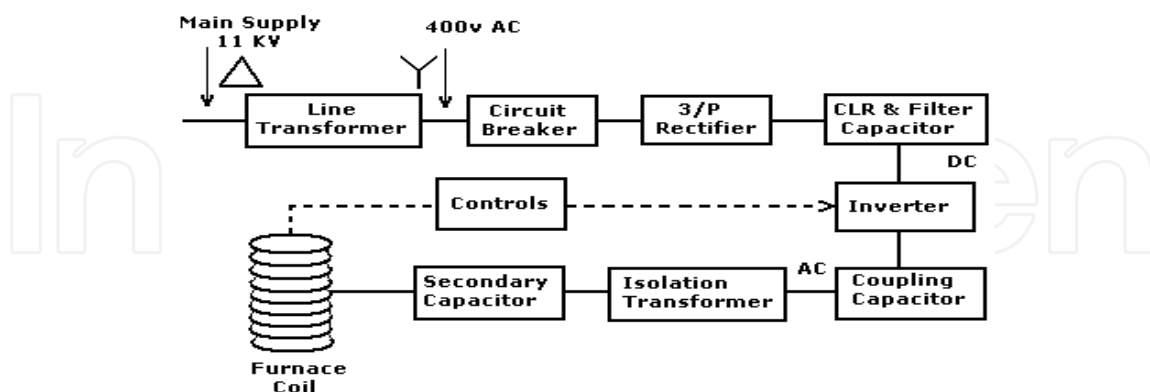 Main Supply
11 KV
400v AC
Line
Transformer
Circuit
Breaker
3/P
Rectifier
CLR & Filter
Capacitor
DC
Controls
Inverter
Secondary
Capacitor
Isolation
Transformer
AC
Coupling
Capacitor
Furnace
Coil